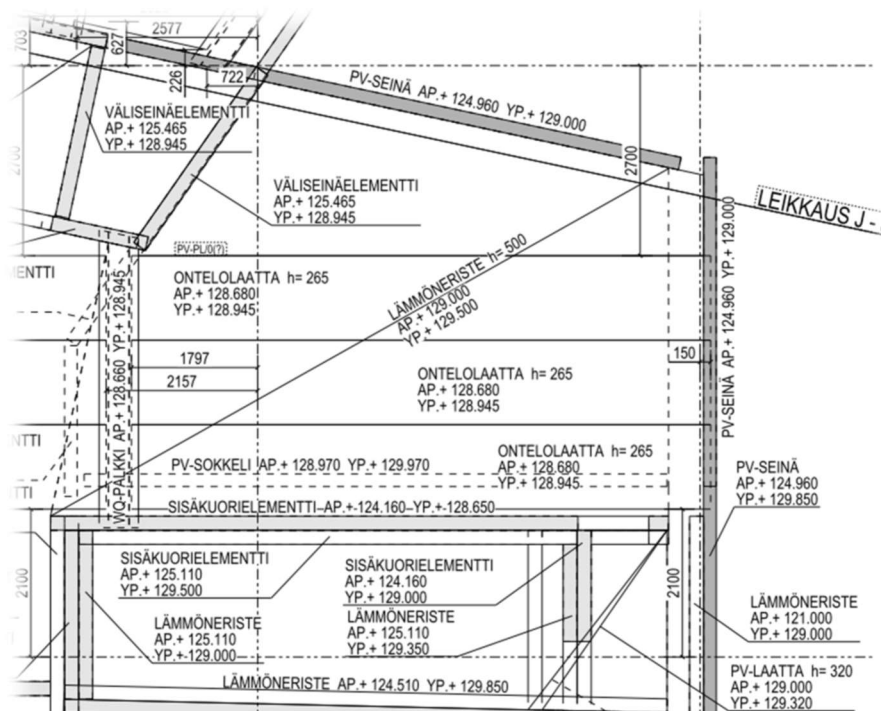 2577
703
627
226
722
PV-SEINÄ AP.+ 124.960 YP.+ 129.000
VÄLISEINÄELEMENTTI
AP.+ 125.465
YP.+ 128.945
2700
2700
VÄLISEINÄELEMENTTI
AP.+ 125.465
YP.+ 128.945
LEIKKAUS J -
PV-SEINÄ AP.+ 124.960 YP.+ 129.000
MENTTI
ONTELOLAATTA h= 265
AP.+ 128.680
YP.+ 128.945
LÄMMÖNERISTE h= 500
AP.+ 129.000
YP.+ 129.500
WQ-PALKKI AP.+ 128.660 YP.+ 128.945
1797
2157
150
ONTELOLAATTA h= 265
AP.+ 128.680
YP.+ 128.945
NTTI
ONTELOLAATTA h= 265
AP.+ 128.680
YP.+ 128.945
PV-SOKKELI AP.+ 128.970 YP.+ 129.970
PV-SEINÄ
AP.+ 124.960
YP.+ 129.850
SISÄKUORIELEMENTTI AP.+ 124.160 YP.+ 128.650
2100
2100
SISÄKUORIELEMENTTI
AP.+ 125.110
YP.+ 129.500
SISÄKUORIELEMENTTI
AP.+ 124.160
YP.+ 129.000
LÄMMÖNERISTE
AP.+ 125.110
YP.+ 129.000
LÄMMÖNERISTE
AP.+ 125.110
YP.+ 129.350
LÄMMÖNERISTE
AP.+ 121.000
YP.+ 129.000
LÄMMÖNERISTE AP.+ 124.510 YP.+ 129.850
PV-LAATTA h= 320
AP.+ 129.000
YP.+ 129.320